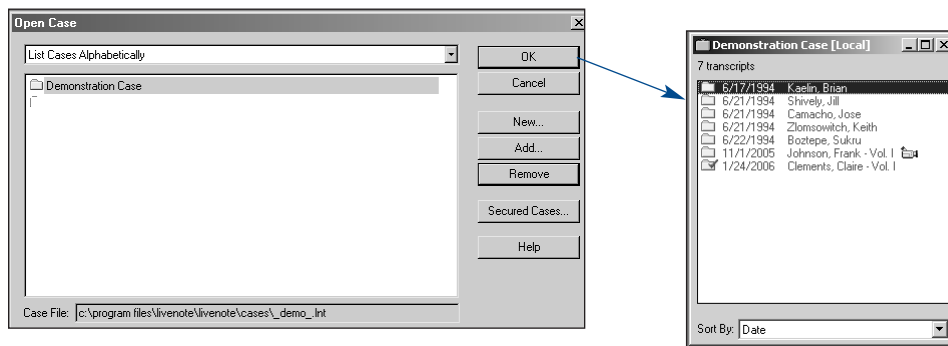 Open Case
List Cases Alphabetically
Demonstration Case
OK
Cancel
New...
Add...
Remove
Secured Cases...
Help
Case File: c:\program files\livenote\livenote\cases\_demo_.lnt
Demonstration Case [Local]
7 transcripts
6/17/1994 Kaelin, Brian
6/21/1994 Shively, Jill
6/21/1994 Camacho, Jose
6/21/1994 Zlomsowitch, Keith
6/22/1994 Boztepe, Sukru
11/1/2005 Johnson, Frank - Vol. I
1/24/2006 Clements, Claire - Vol. I
Sort By: Date